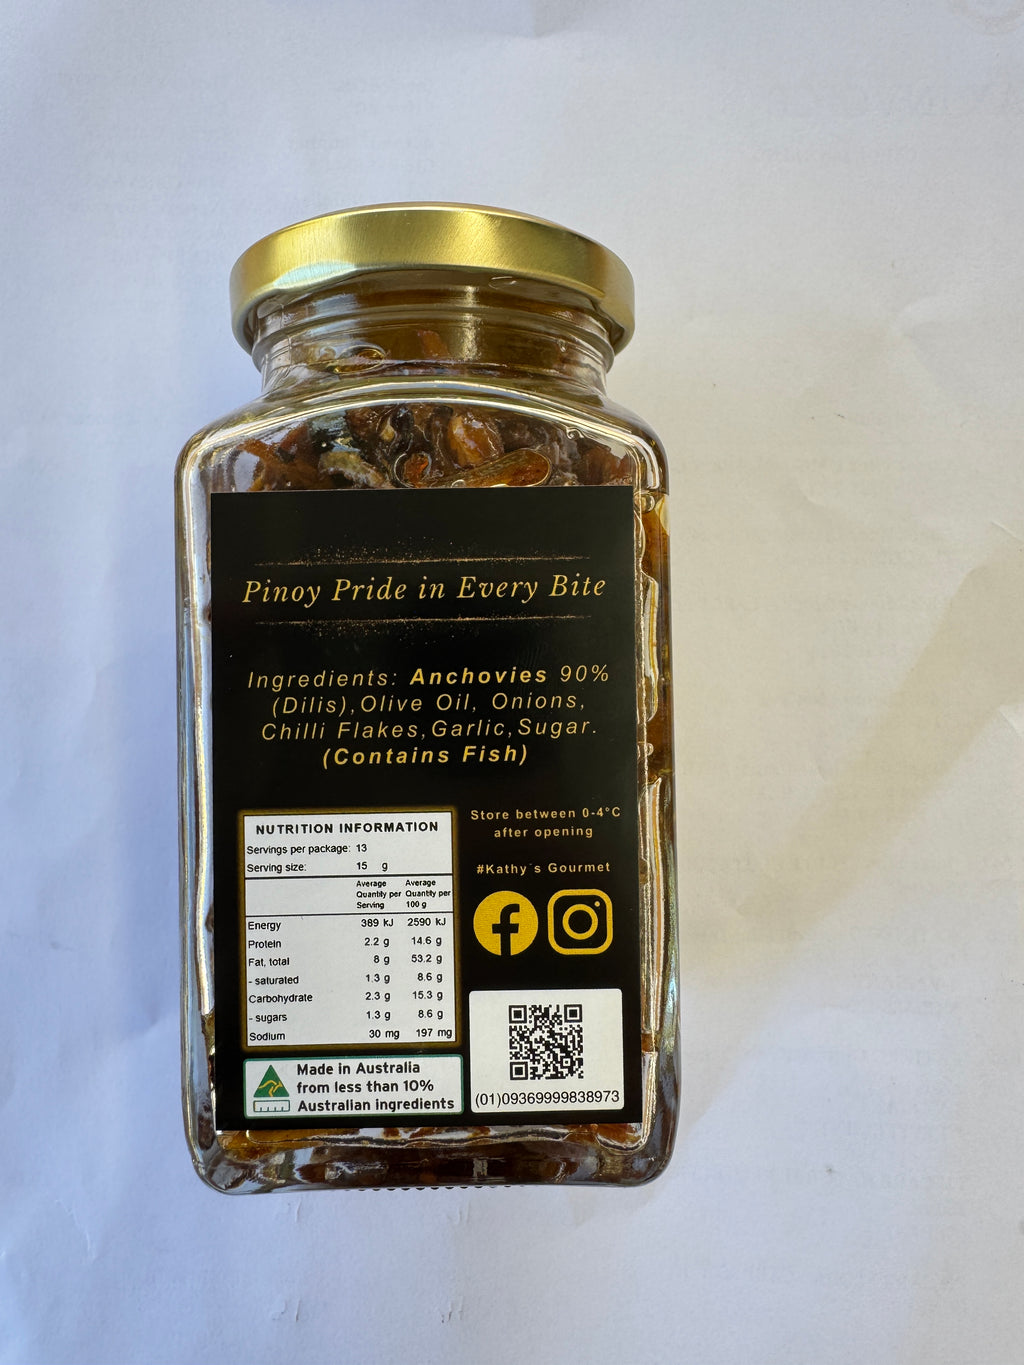 Pinoy Pride in Every Bite
Ingredients: Anchovies 90%
(Dilis),Olive Oil, Onions,
Chilli Flakes,Garlic,Sugar.
(Contains Fish)
NUTRITION INFORMATION
Servings per package: 13
Serving size: 15 g
Average Quantity per Serving Average Quantity per 100 g
Energy 389 kJ 2590 kJ
Protein 2.2 g 14.6 g
Fat, total 8 g 53.2 g
- saturated 1.3 g 8.6 g
Carbohydrate 2.3 g 15.3 g
- sugars 1.3 g 8.6 g
Sodium 30 mg 197 mg
Store between 0-4°C
after opening
#Kathy's Gourmet
Made in Australia
from less than 10%
Australian ingredients
(01)09369999838973